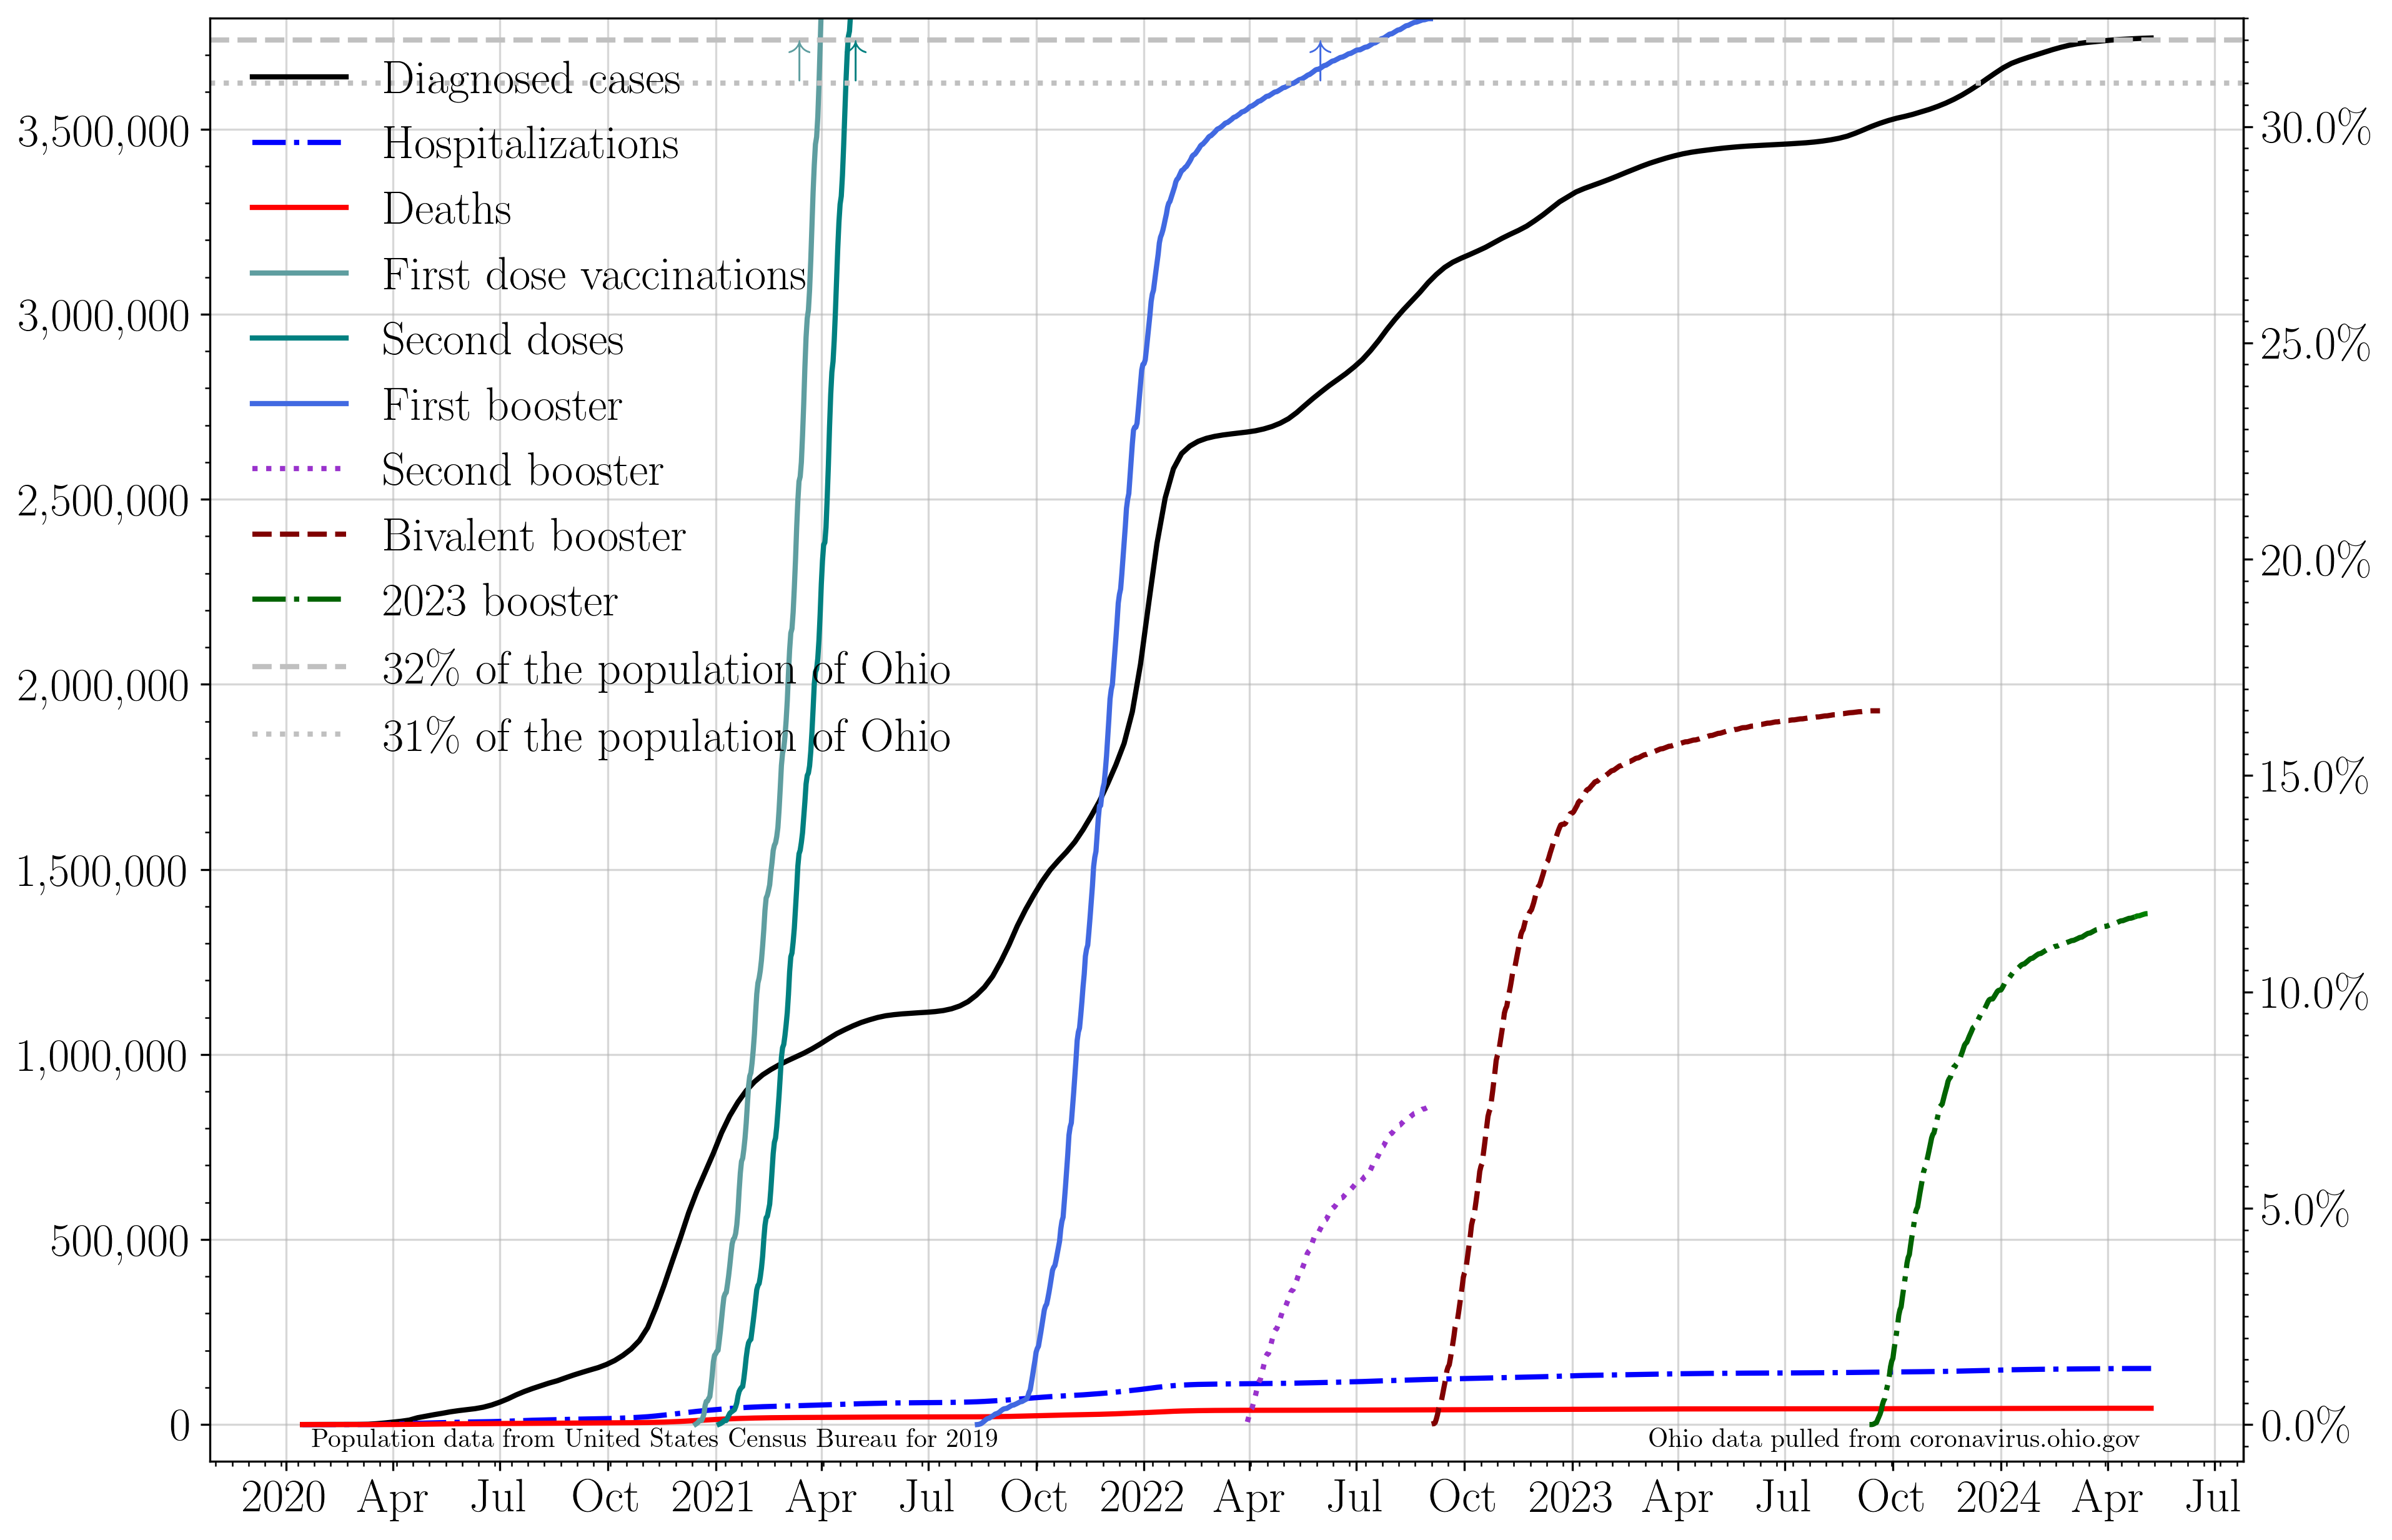 Diagnosed cases
Hospitalizations
Deaths
First dose vaccinations
Second doses
First booster
Second booster
Bivalent booster
2023 booster
32% of the population of Ohio
31% of the population of Ohio
3,500,000
3,000,000
2,500,000
2,000,000
1,500,000
1,000,000
500,000
0
30.0%
25.0%
20.0%
15.0%
10.0%
5.0%
0.0%
Population data from United States Census Bureau for 2019
Ohio data pulled from coronavirus.ohio.gov
2020 Apr Jul Oct 2021 Apr Jul Oct 2022 Apr Jul Oct 2023 Apr Jul Oct 2024 Apr Jul